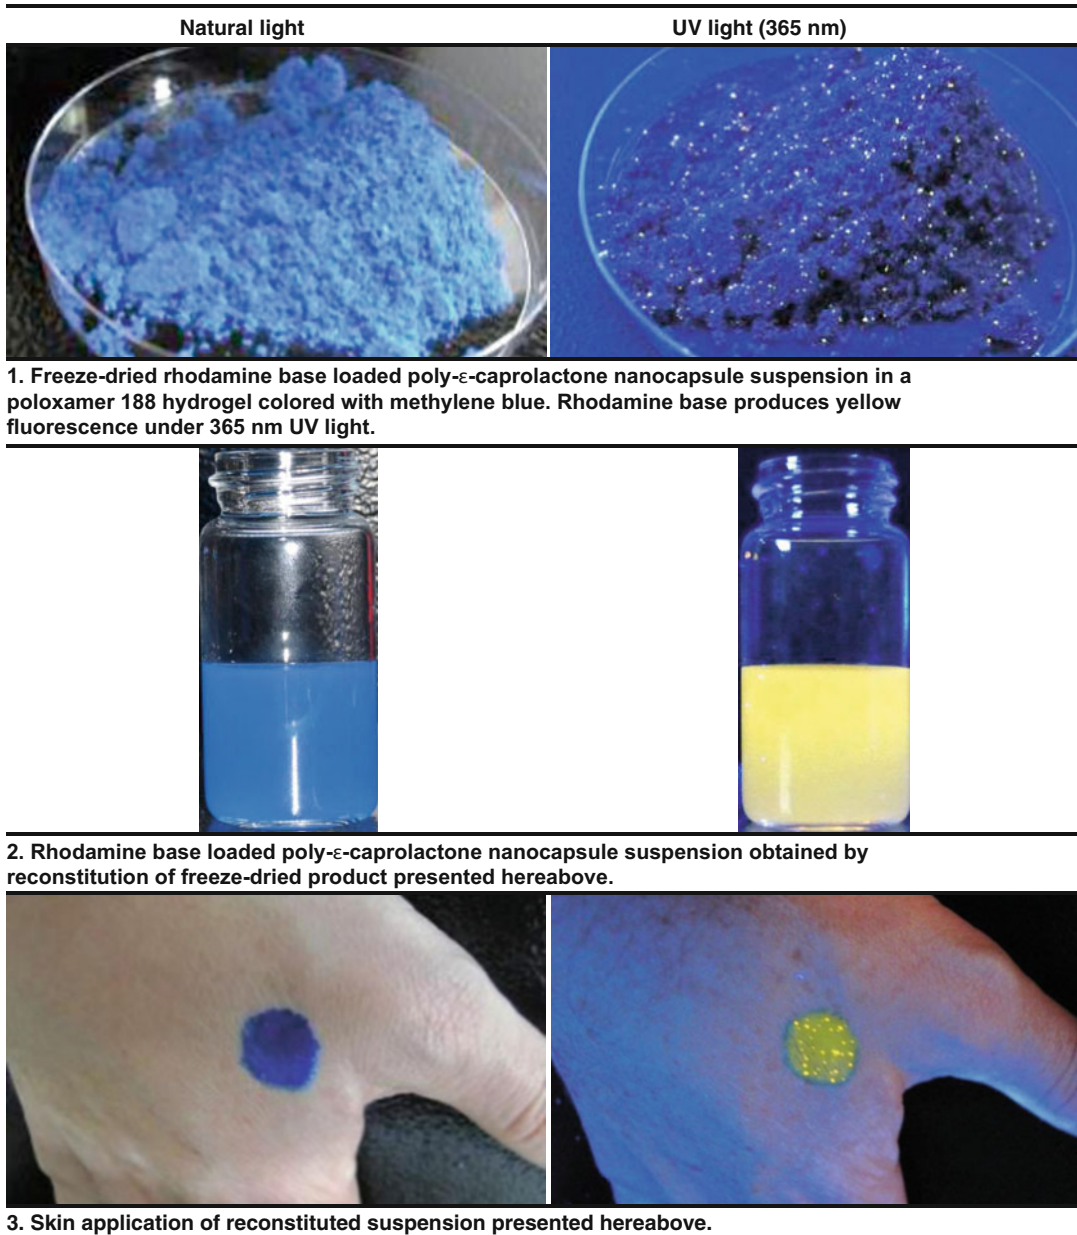 Natural light
UV light (365 nm)
1. Freeze-dried rhodamine base loaded poly-ε-caprolactone nanocapsule suspension in a
poloxamer 188 hydrogel colored with methylene blue. Rhodamine base produces yellow
fluorescence under 365 nm UV light.
2. Rhodamine base loaded poly-ε-caprolactone nanocapsule suspension obtained by
reconstitution of freeze-dried product presented hereabove.
3. Skin application of reconstituted suspension presented hereabove.